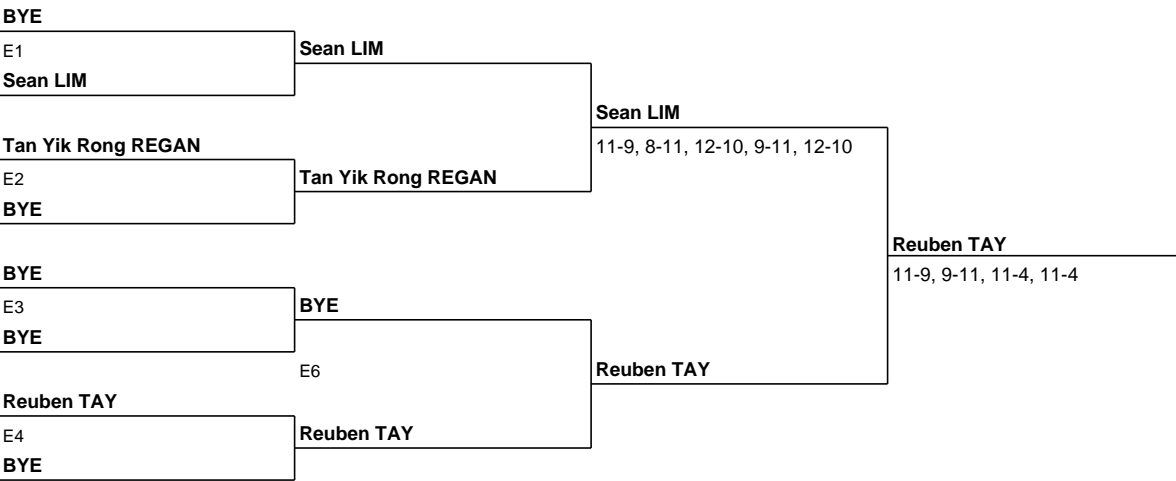 BYE
E1
Sean LIM
Sean LIM
Sean LIM
11-9, 8-11, 12-10, 9-11, 12-10
Tan Yik Rong REGAN
E2
Tan Yik Rong REGAN
BYE
Reuben TAY
11-9, 9-11, 11-4, 11-4
BYE
E3
BYE
BYE
E6
Reuben TAY
Reuben TAY
E4
Reuben TAY
BYE